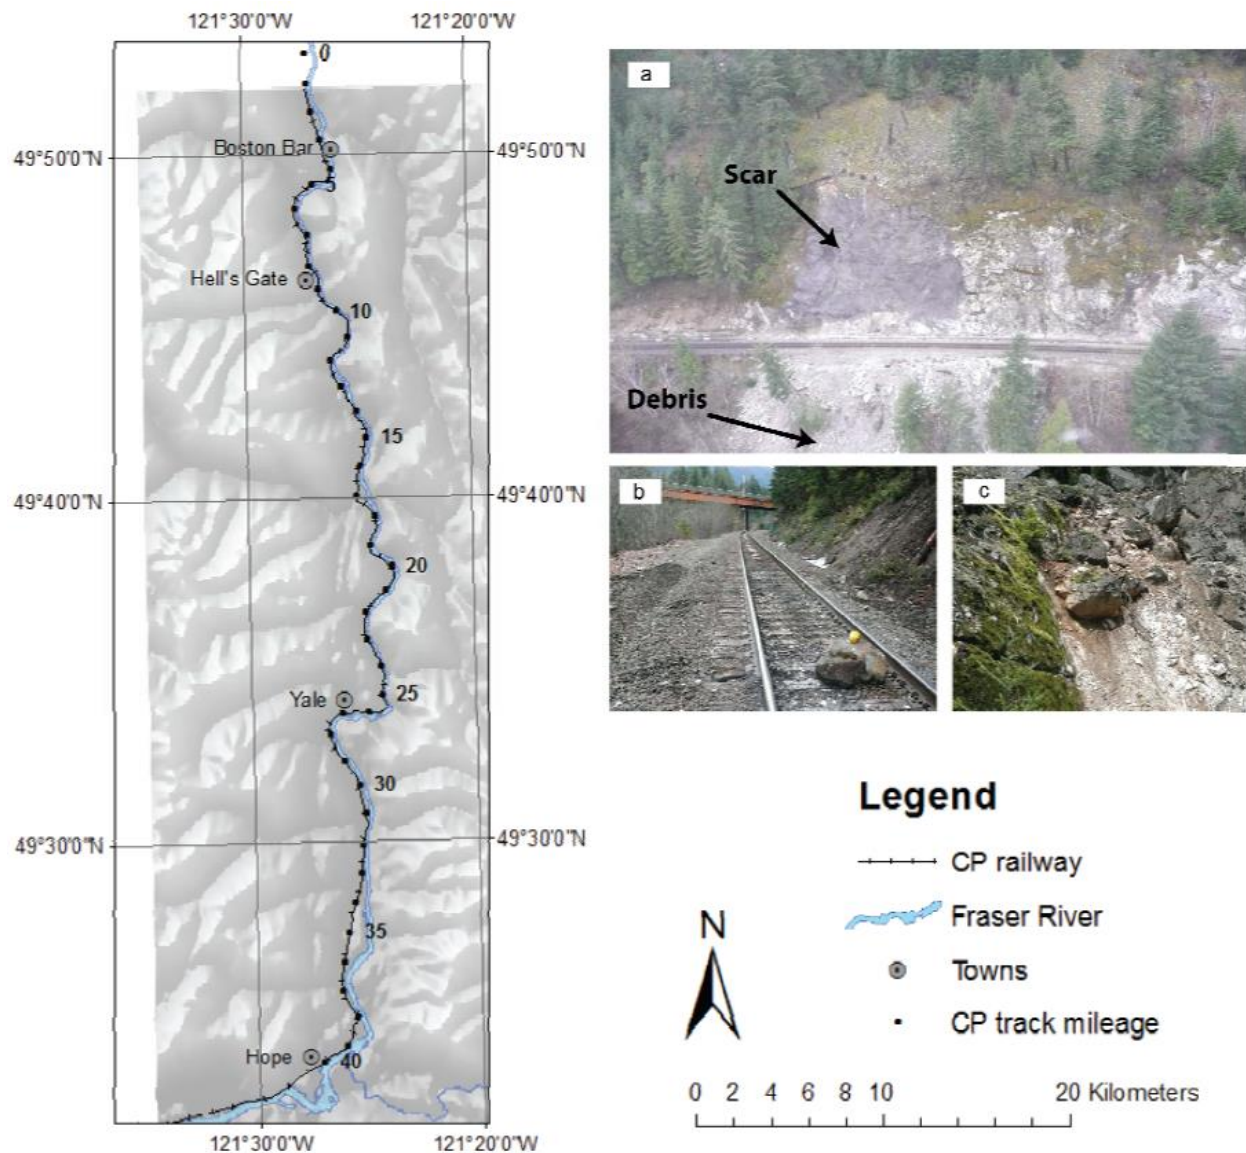 121°30'0"W
121°20'0"W
0
49°50'0"N
Boston Bar
49°50'0"N
Hell's Gate
10
15
49°40'0"N
49°40'0"N
20
Yale
25
30
49°30'0"N
49°30'0"N
35
Hope
40
121°30'0"W
121°20'0"W
a
Scar
Debris
b
c
Legend
CP railway
Fraser River
Towns
CP track mileage
N
0 2 4 6 8 10 20 Kilometers